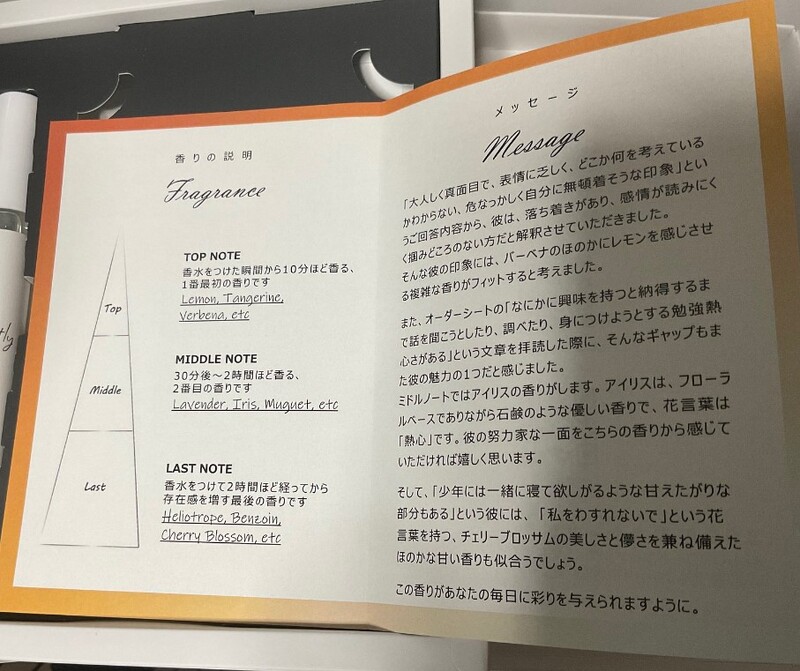 香りの説明
Fragrance
Top
Middle
Last
TOP NOTE
香水をつけた瞬間から10分ほど香る、
1番最初の香りです
Lemon, Tangerine,
Verbena, etc
MIDDLE NOTE
30分後~2時間ほど香る、
2番目の香りです
Lavender, Iris, Muguet, etc
LAST NOTE
香水をつけて2時間ほど経ってから
存在感を増す最後の香りです
Heliotrope, Benzoin,
Cherry Blossom, etc
メッセージ
Message
「大人しく真面目で、表情に乏しく、どこか何を考えている
かわからない、危なっかしく自分に無頓着そうな印象」とい
うご回答内容から、彼は、落ち着きがあり、感情が読みにく
く掴みどころのない方だと解釈させていただきました。
そんな彼の印象には、バーベナのほのかにレモンを感じさせ
る複雑な香りがフィットすると考えました。
また、オーダーシートの「なにかに興味を持つと納得するま
で話を聞こうとしたり、調べたり、身につけようとする勉強熱
心さがある」という文章を拝読した際に、そんなギャップもま
た彼の魅力の1つだと感じました。
ミドルノートではアイリスの香りがします。アイリスは、フローラ
ルベースでありながら石鹸のような優しい香りで、花言葉は
「熱心」です。彼の努力家な一面をこちらの香りから感じて
いただければ嬉しく思います。
そして、「少年には一緒に寝て欲しがるような甘えたがりな
部分もある」という彼には、「私をわすれないで」という花
言葉を持つ、チェリーブロッサムの美しさと儚さを兼ね備えた
ほのかな甘い香りも似合うでしょう。
この香りがあなたの毎日に彩りを与えられますように。